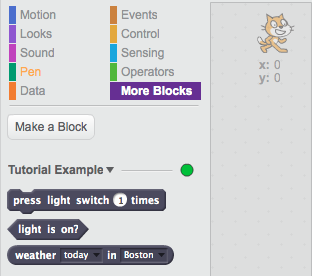 Motion Events
Looks Control
Sound Sensing
Pen Operators
Data More Blocks
x: 0
y: 0
Make a Block
Tutorial Example
press light switch 1 times
light is on?
weather today in Boston